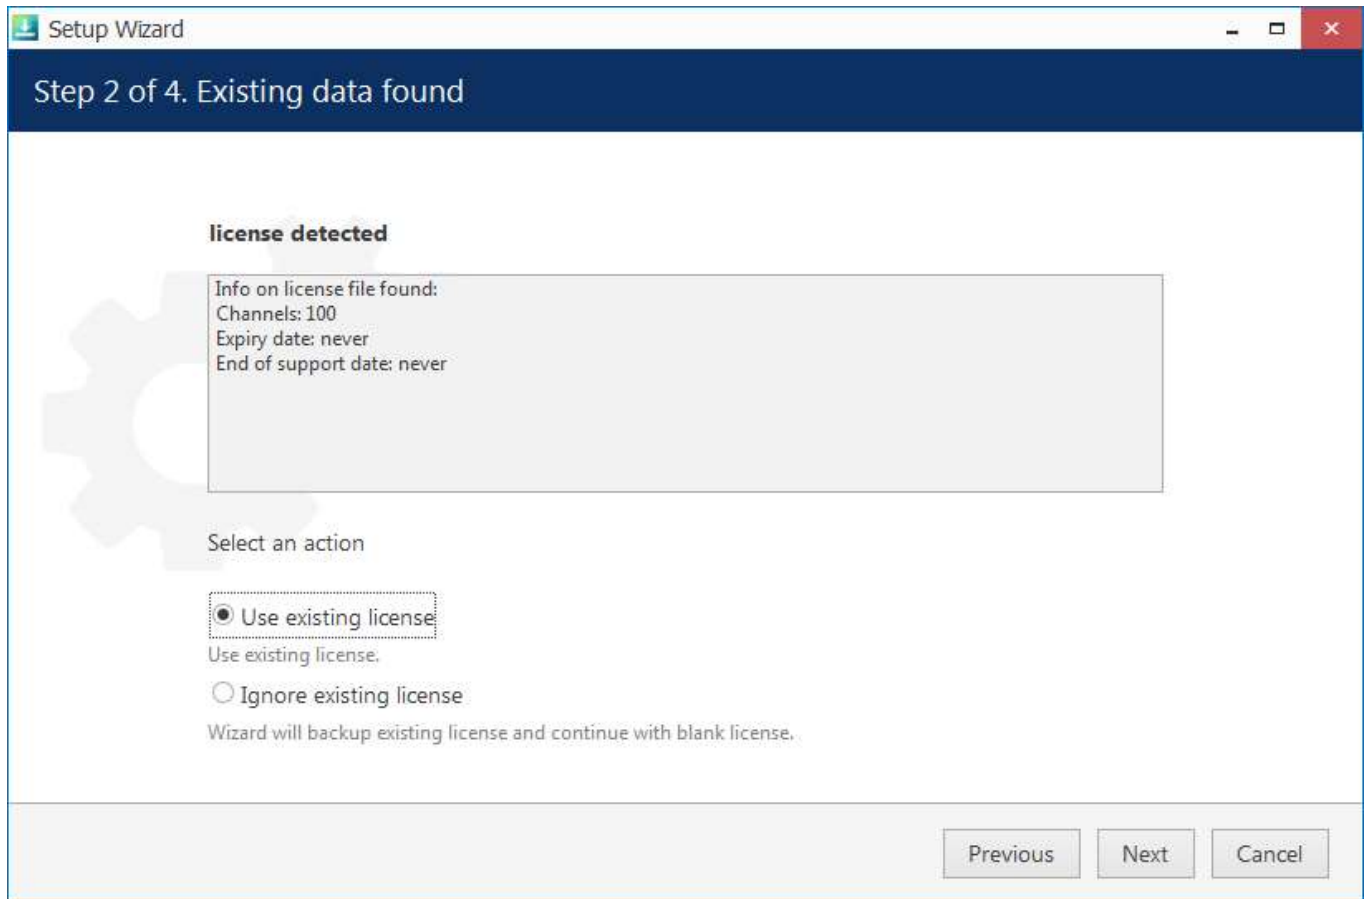 Setup Wizard
Step 2 of 4. Existing data found
license detected
Info on license file found:
Channels: 100
Expiry date: never
End of support date: never
Select an action
Use existing license
Use existing license.
Ignore existing license
Wizard will backup existing license and continue with blank license.
Previous Next Cancel